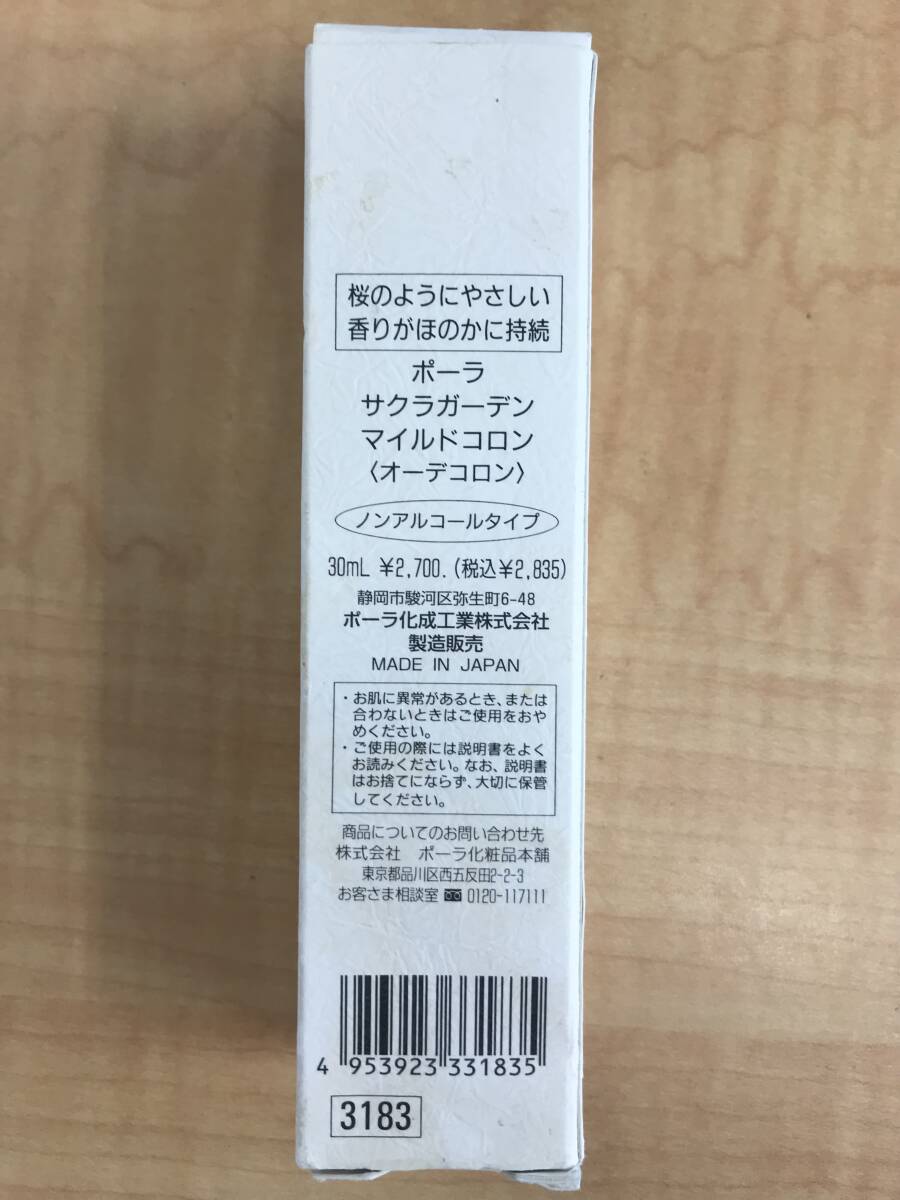 桜のようにやさしい
香りがほのかに持続
ポーラ
サクラガーデン
マイルドコロン
〈オーデコロン〉
ノンアルコールタイプ
30mL ¥2,700. (税込¥2,835)
静岡市駿河区弥生町6-48
ポーラ化成工業株式会社
製造販売
MADE IN JAPAN
・お肌に異常があるとき、または
合わないときはご使用をおや
めください。
・ご使用の際には説明書をよく
お読みください。なお、説明書
はお捨てにならず、大切に保管
してください。
商品についてのお問い合わせ先
株式会社 ポーラ化粧品本舗
東京都品川区西五反田2-2-3
お客さま相談室 0120-117111
4 953923 331835
3183